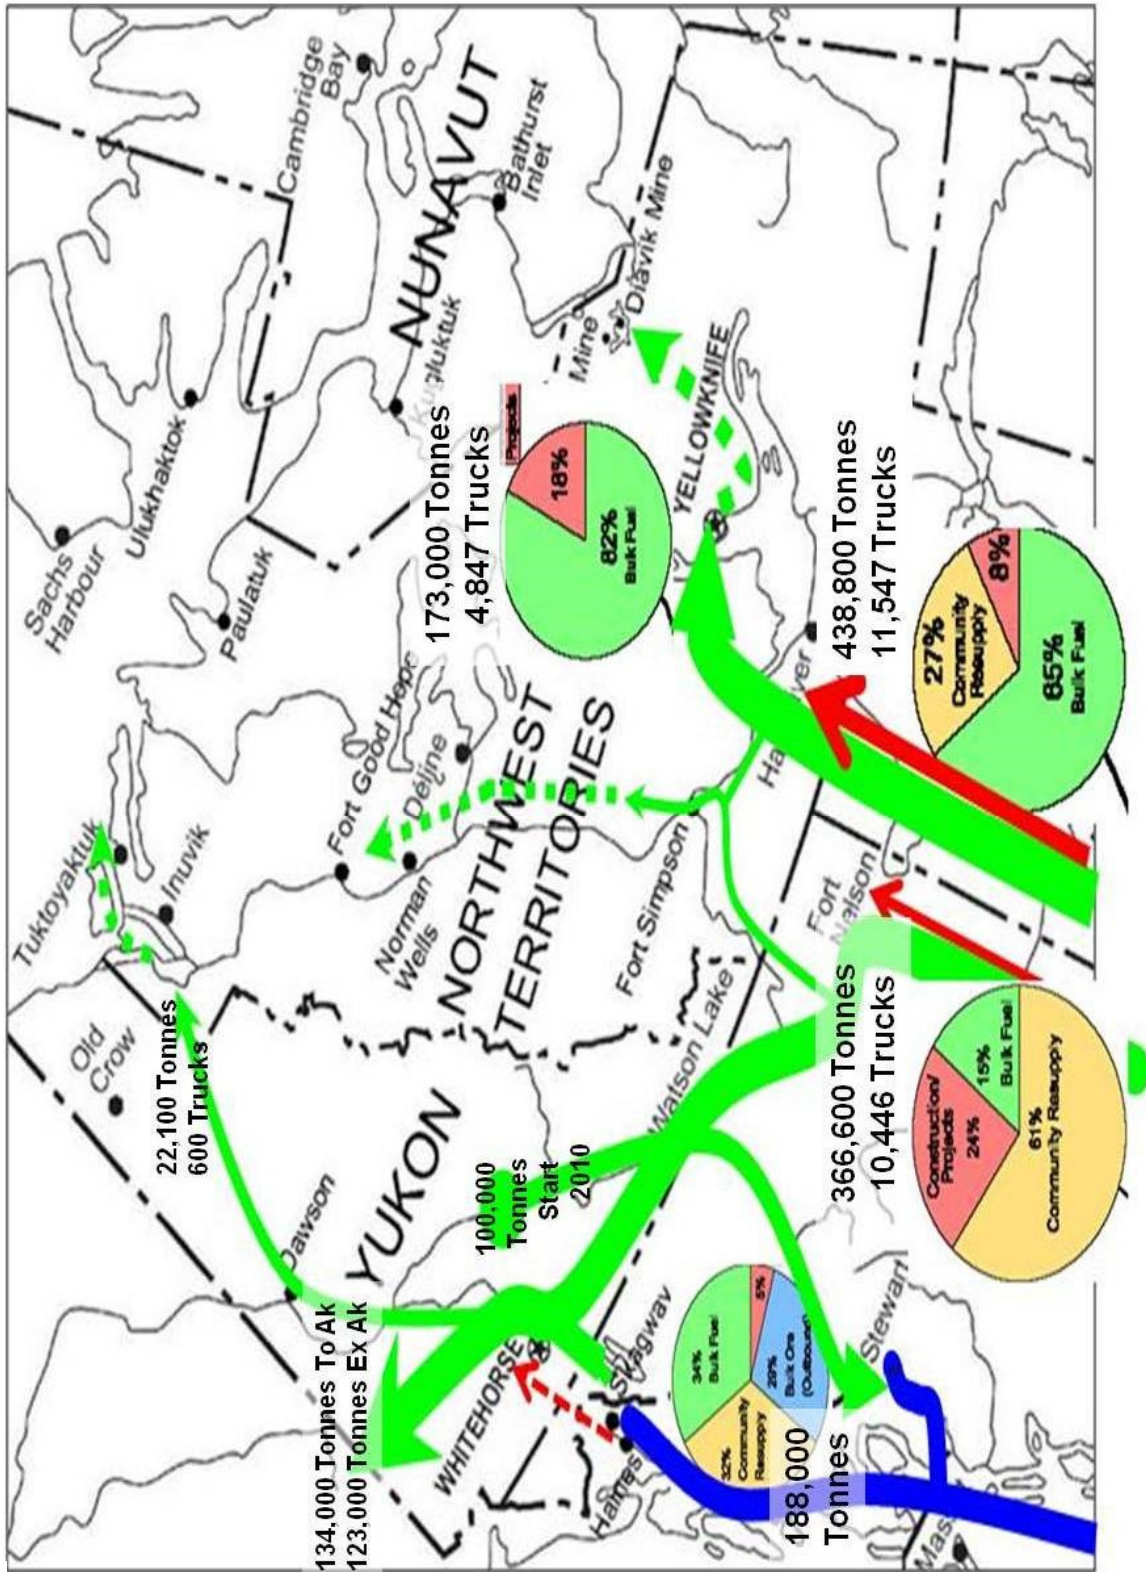 Sachs
Harbour
Ulukhaktok
Paulatuk
Cambridge
Bay
NUNAVUT
Bathurst
Inlet
Kugluktuk
Tuktoyaktuk
Inuvik
Old
Crow
22,100 Tonnes
600 Trucks
Fort Good Hope
Déline
Norman
Wells
NORTHWEST
TERRITORIES
173,000 Tonnes
4,847 Trucks
Projects
18%
82%
Bulk Fuel
Mine
Diavik Mine
YELLOWKNIFE
438,800 Tonnes
11,547 Trucks
27%
Community
Resupply
8%
65%
Bulk Fuel
Fort Simpson
Fort
Nelson
Watson Lake
Dawson
YUKON
100,000
Tonnes
Start
2010
134,000 Tonnes To Ak
123,000 Tonnes Ex Ak
WHITEHORSE
Skagway
Haines
366,600 Tonnes
10,446 Trucks
Construction/
Projects
24%
15%
Bulk Fuel
61%
Community Resupply
34%
Bulk Fuel
5%
29%
Bulk Ore
(Outbound)
32%
Community
Resupply
188,000
Tonnes
Stewart